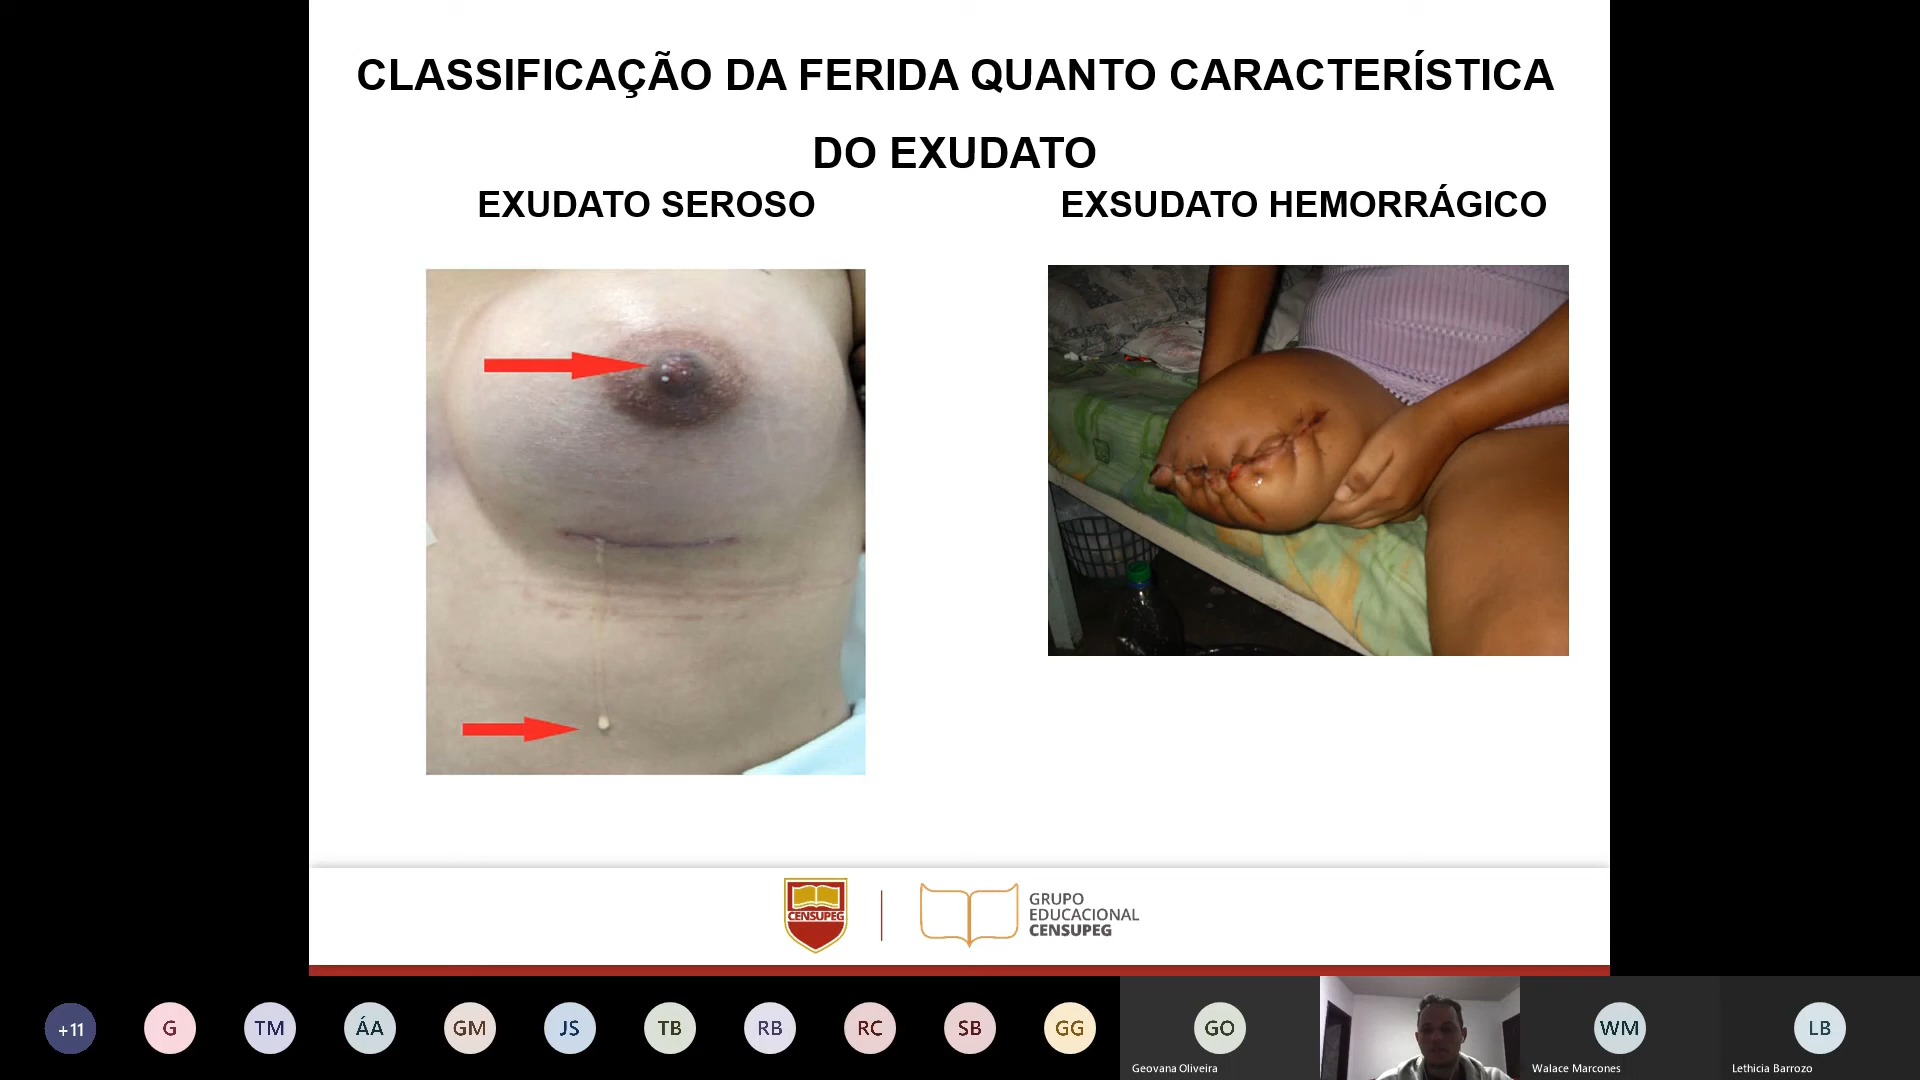 CLASSIFICAÇÃO DA FERIDA QUANTO CARACTERÍSTICA
DO EXUDATO
EXUDATO SEROSO
EXSUDATO HEMORRÁGICO
CENSUPEG
GRUPO
EDUCACIONAL
CENSUPEG
+11
G
TM
ÁA
GM
JS
TB
RB
RC
SB
GG
GO
WM
LB
Geovana Oliveira
Walace Marcones
Lethicia Barrozo